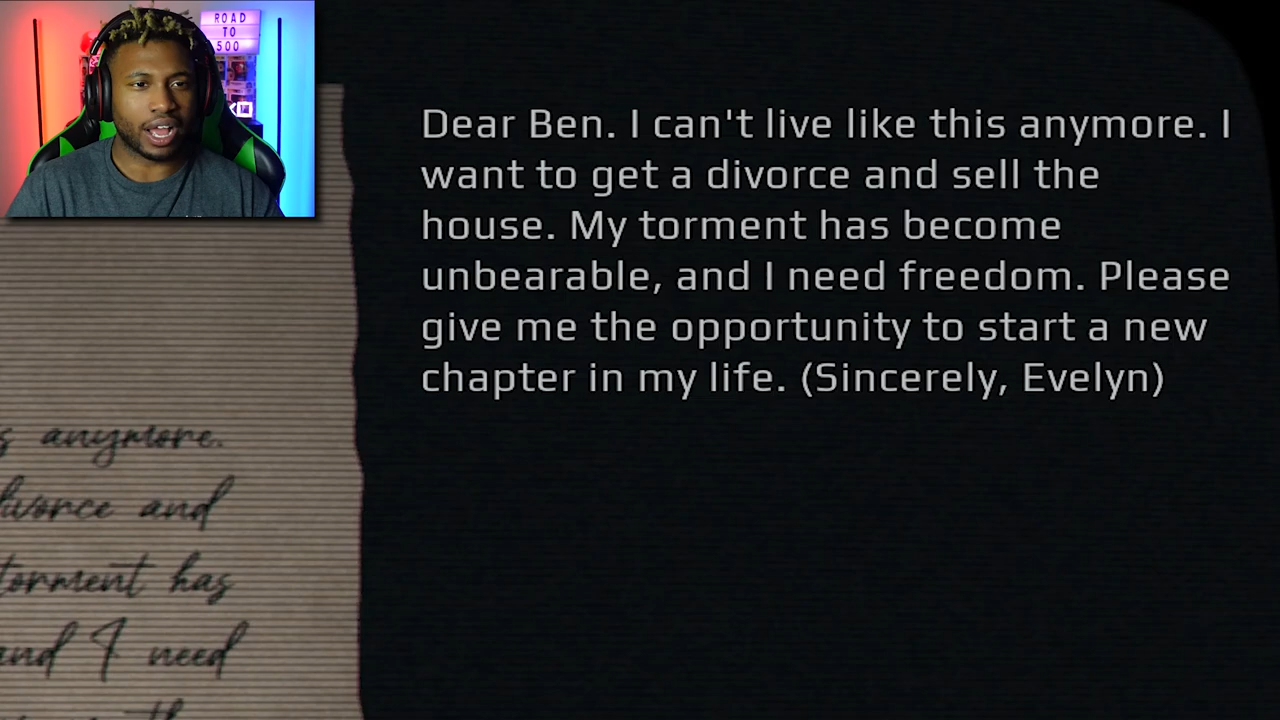 ROAD
TO
500
Dear Ben. I can't live like this anymore. I
want to get a divorce and sell the
house. My torment has become
unbearable, and I need freedom. Please
give me the opportunity to start a new
chapter in my life. (Sincerely, Evelyn)
anymore.
divorce and
torment has
and I need